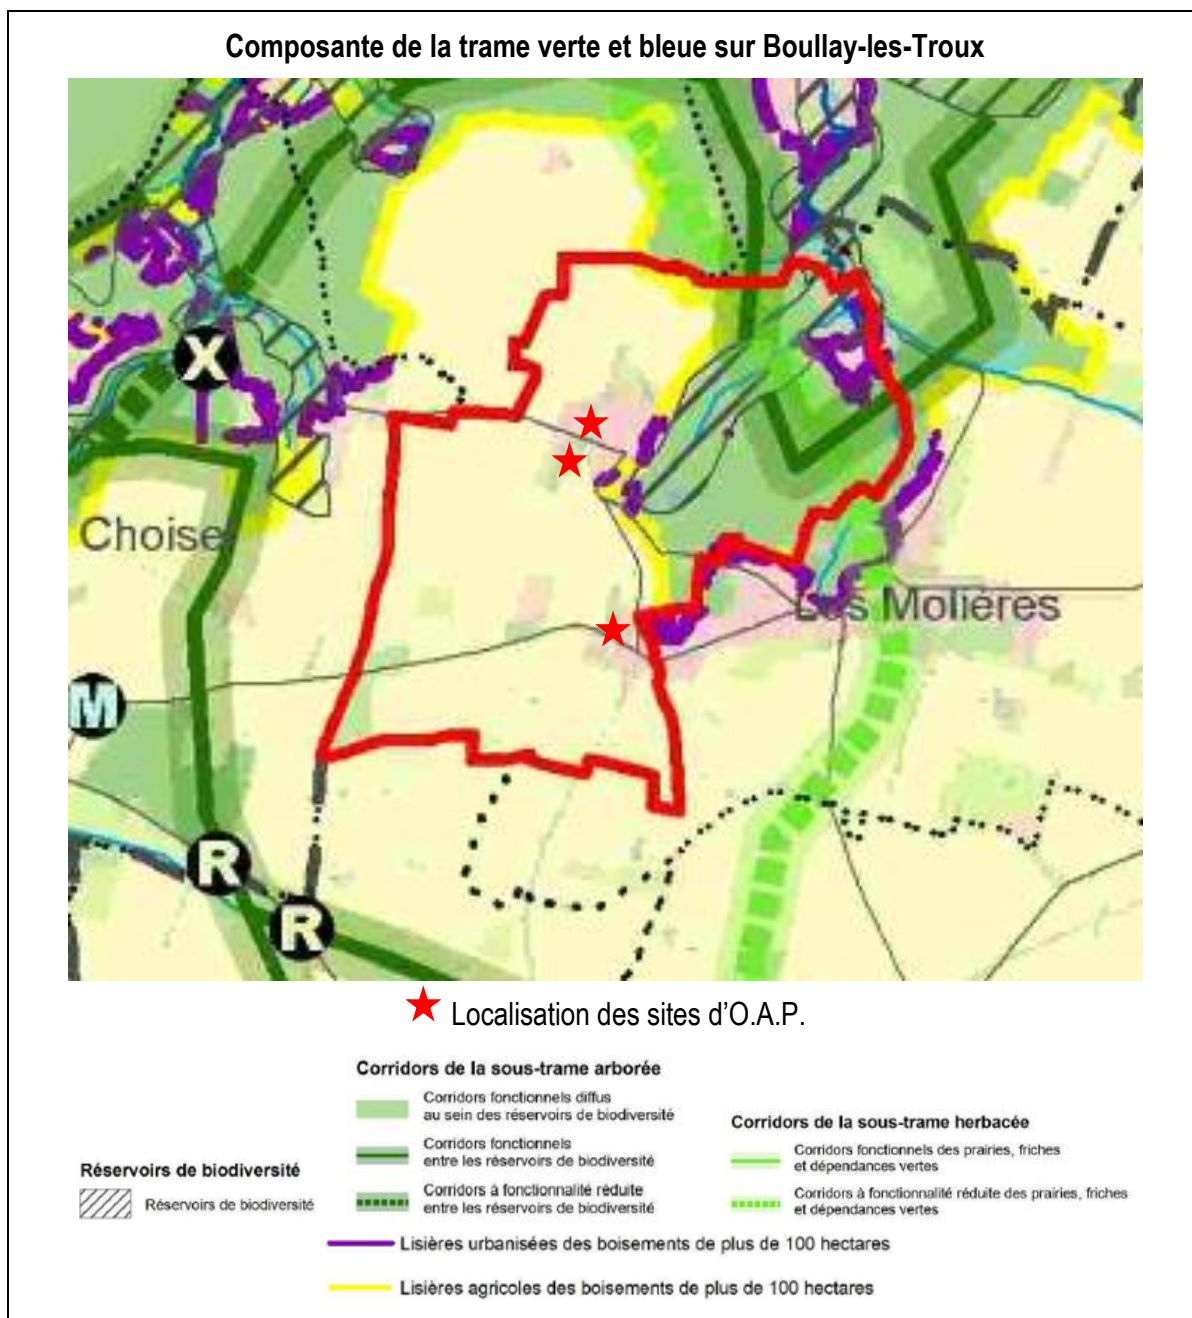 Composante de la trame verte et bleue sur Boullay-les-Troux
X
Choisel
Les Molières
M
R
R
Localisation des sites d'O.A.P.
Réservoirs de biodiversité
Réservoirs de biodiversité
Corridors de la sous-trame arborée
Corridors fonctionnels diffus
au sein des réservoirs de biodiversité
Corridors fonctionnels
entre les réservoirs de biodiversité
Corridors à fonctionnalité réduite
entre les réservoirs de biodiversité
Corridors de la sous-trame herbacée
Corridors fonctionnels des prairies, friches
et dépendances vertes
Corridors à fonctionnalité réduite des prairies, friches
et dépendances vertes
Lisières urbanisées des boisements de plus de 100 hectares
Lisières agricoles des boisements de plus de 100 hectares